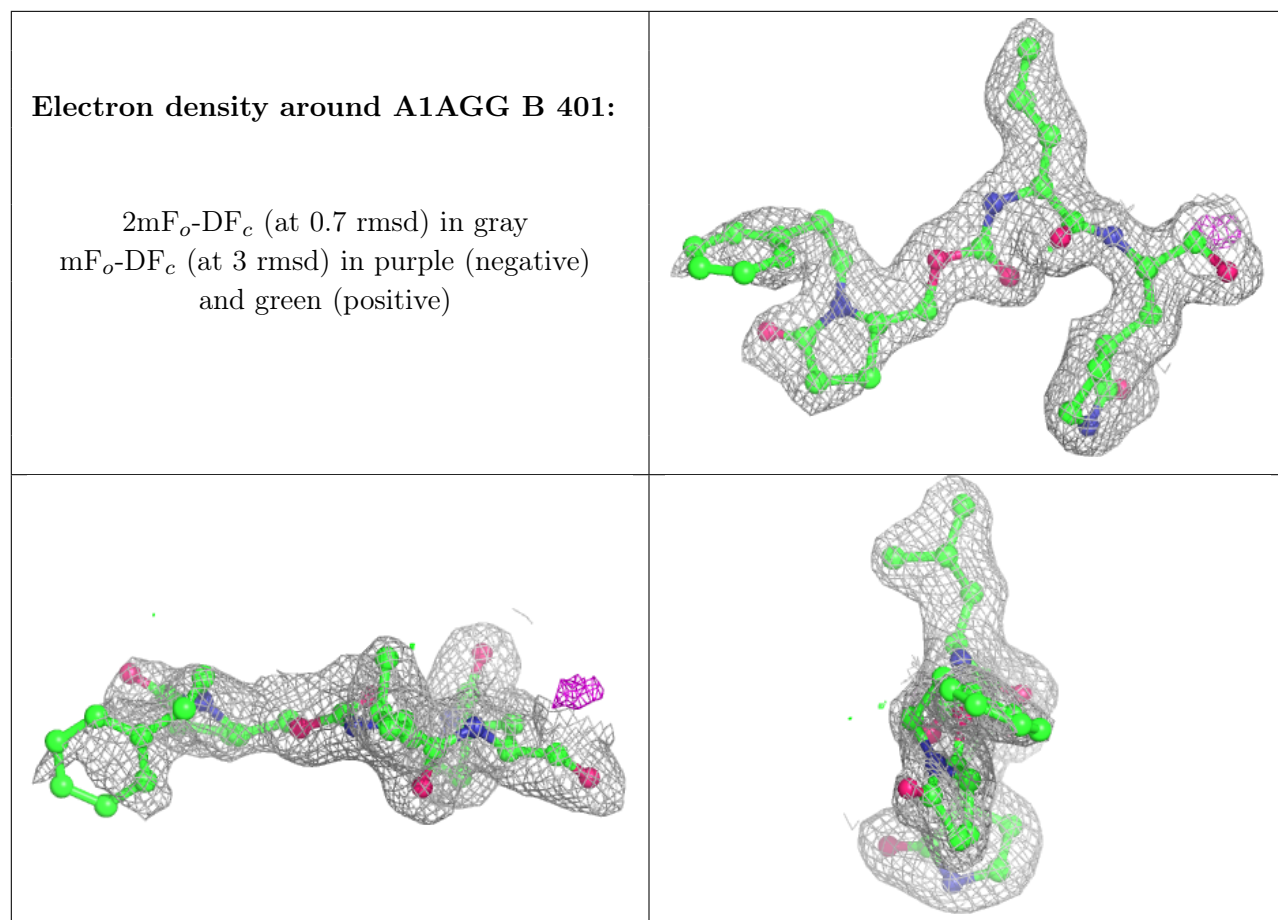 Electron density around A1AGG B 401:
2mFo-DFc (at 0.7 rmsd) in gray
mFo-DFc (at 3 rmsd) in purple (negative)
and green (positive)